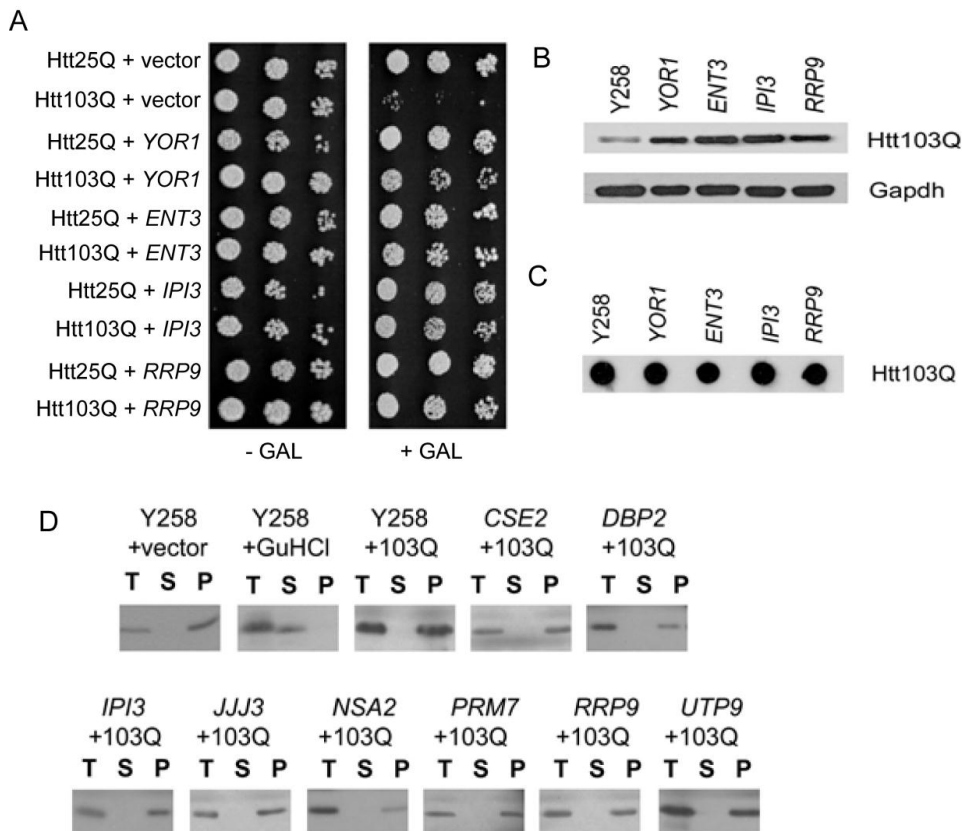 A
Htt25Q + vector
Htt103Q + vector
Htt25Q + YOR1
Htt103Q + YOR1
Htt25Q + ENT3
Htt103Q + ENT3
Htt25Q + IPI3
Htt103Q + IPI3
Htt25Q + RRP9
Htt103Q + RRP9
- GAL + GAL
B
Y258 YOR1 ENT3 IPI3 RRP9
Htt103Q
Gapdh
C
Y258 YOR1 ENT3 IPI3 RRP9
Htt103Q
D
Y258 Y258 Y258 CSE2 DBP2
+vector +GuHCl +103Q +103Q +103Q
T S P T S P T S P T S P T S P
IPI3 JJJ3 NSA2 PRM7 RRP9 UTP9
+103Q +103Q +103Q +103Q +103Q +103Q
T S P T S P T S P T S P T S P T S P